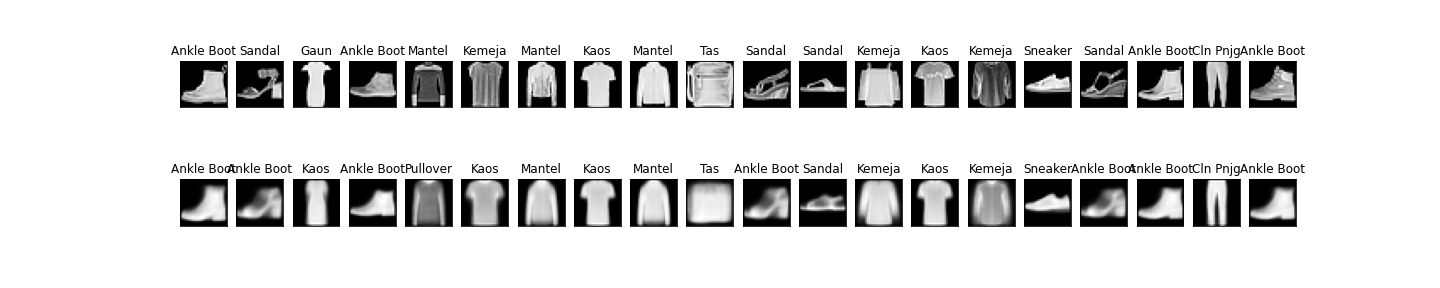 Ankle Boot Sandal Gaun Ankle Boot Mantel Kemeja Mantel Kaos Mantel Tas Sandal Sandal Kemeja Kaos Kemeja Sneaker Sandal Ankle Boot Cln Pnjg Ankle Boot
Ankle Boot Ankle Boot Kaos Ankle Boot Pullover Kaos Mantel Kaos Mantel Tas Ankle Boot Sandal Kemeja Kaos Kemeja Sneaker Ankle Boot Ankle Boot Cln Pnjg Ankle Boot